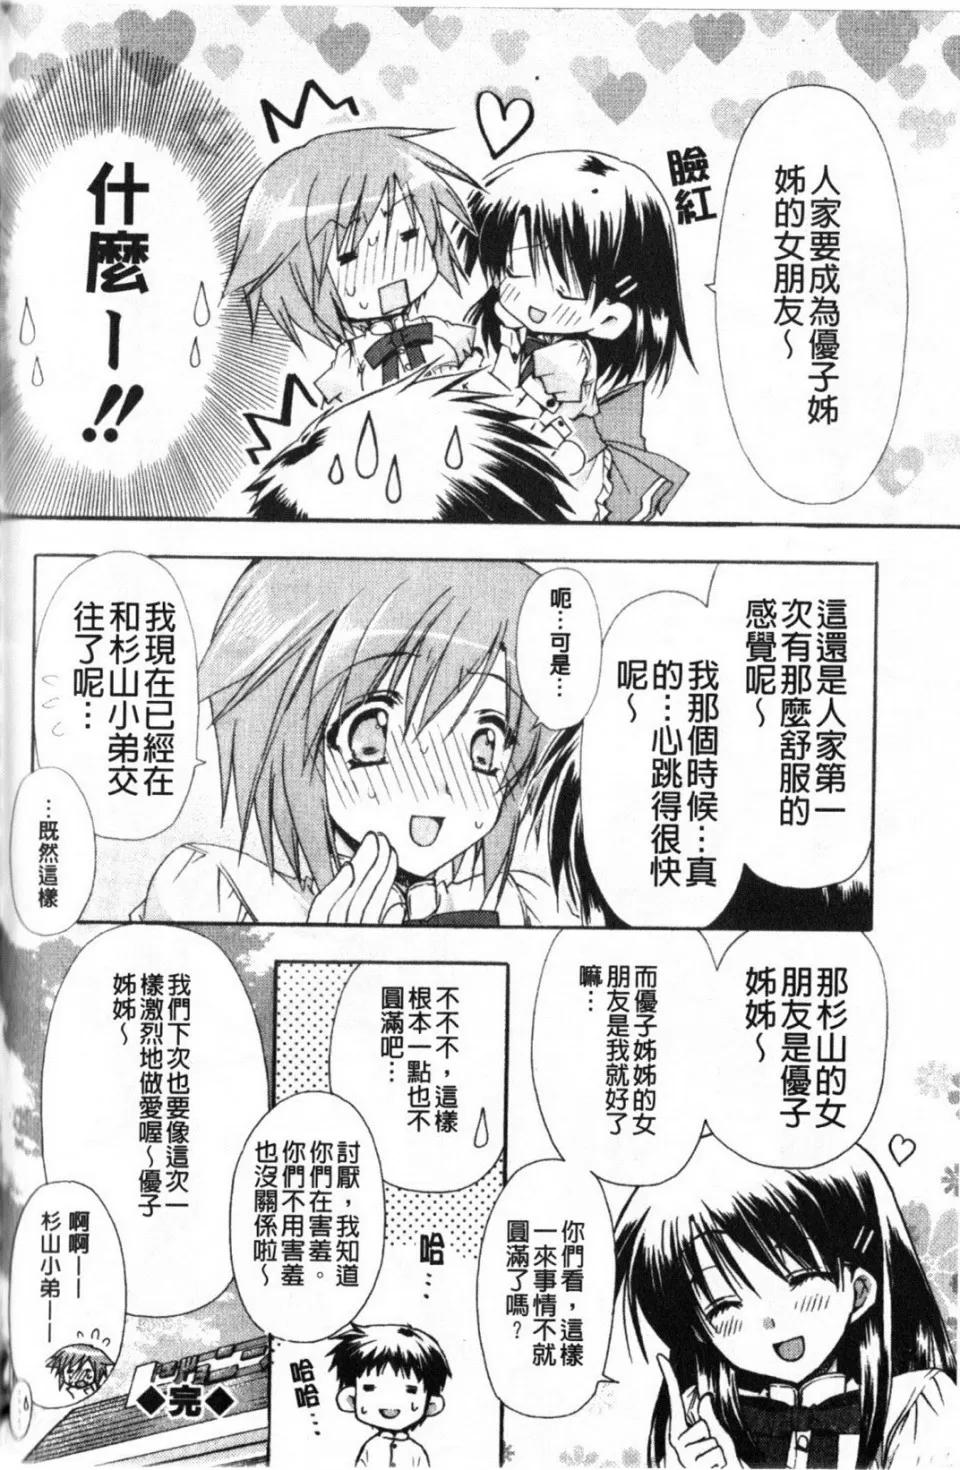 人家要成為優子姊
姊的女朋友～
臉紅
什麼ー!!
這還是人家第一
次有那麼舒服的
感覺呢～
我那個時候…真
的…心跳得很快
呢～
呃…可是…
我現在已經在
和杉山小弟交
往了呢…
…既然這樣
那杉山的女
朋友是優子
姊姊～
而優子姊姊的女
朋友是我就好了
嘛…
你們看，這樣
一來事情不就
圓滿了嗎？
不不不，這樣
根本一點也不
圓滿吧…
討厭，我知道
你們在害羞。
你們不用害羞
也沒關係啦～
哈…
哈哈…
我們下次也要像這次一
樣激烈地做愛喔～優子
姊姊～
啊啊——
杉山小弟——
◆完◆